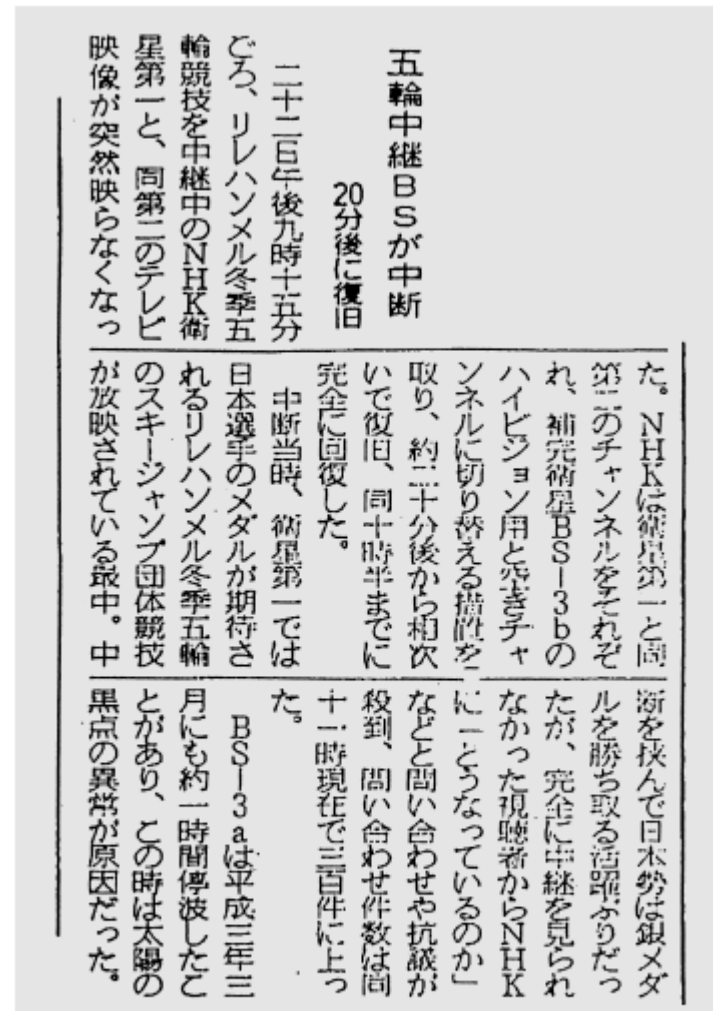 五輪中継BSが中断
20分後に復旧
二十二日午後九時十五分
ごろ、リレハンメル冬季五
輪競技を中継中のNHK衛
星第一と、同第二のテレビ
映像が突然映らなくなっ
た。NHKは衛星第一と同
第二のチャンネルをそれぞ
れ、補完衛星BS-3bの
ハイビジョン用と空きチャ
ンネルに切り替える措置を
取り、約二十分後から相次
いで復旧、同十時半までに
完全に回復した。
中断当時、衛星第一では
日本選手のメダルが期待さ
れるリレハンメル冬季五輪
のスキージャンプ団体競技
が放映されている最中。中
断を挟んで日本勢は銀メダ
ルを勝ち取る活躍ぶりだっ
たが、完全に中継を見られ
なかった視聴者からNHK
に「どうなっているのか」
などと問い合わせや抗議が
殺到、問い合わせ件数は同
十一時現在で三百件に上っ
た。
BS-3aは平成三年三
月にも約一時間停波したこ
とがあり、この時は太陽の
黒点の異常が原因だった。